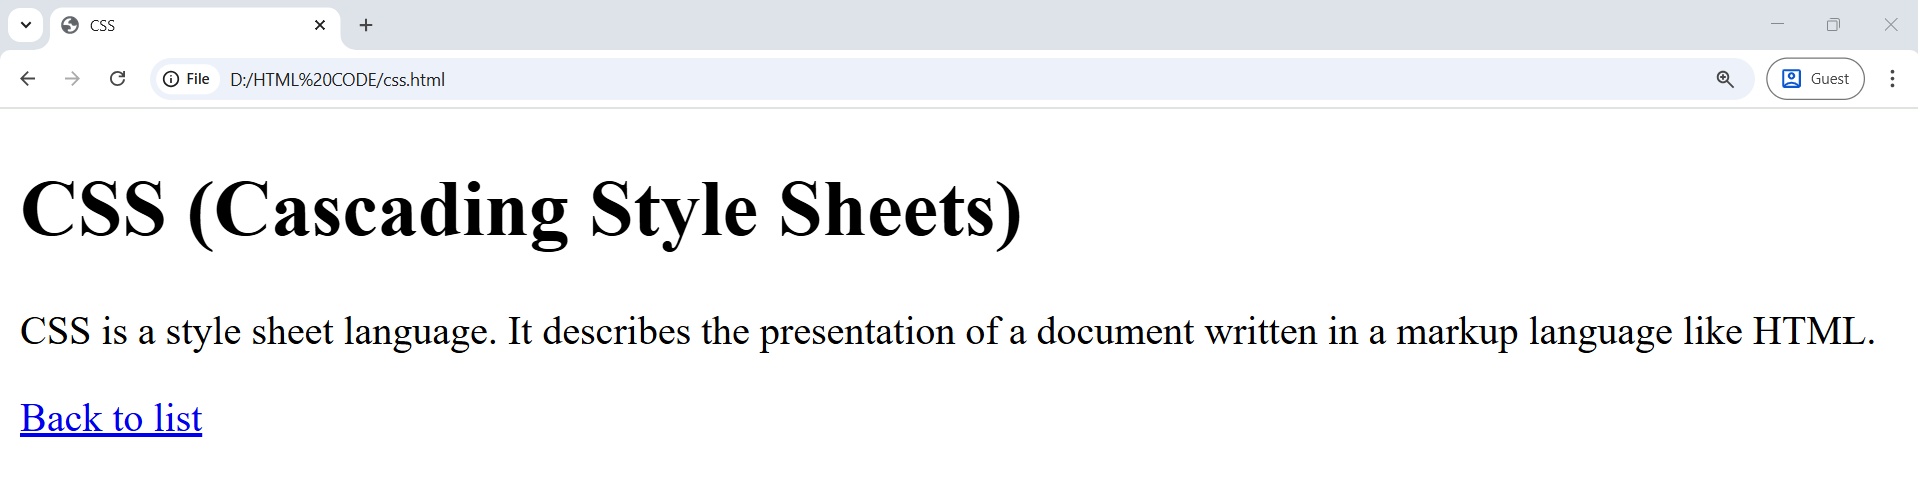 CSS
File D:/HTML%20CODE/css.html Guest
CSS (Cascading Style Sheets)
CSS is a style sheet language. It describes the presentation of a document written in a markup language like HTML.
Back to list